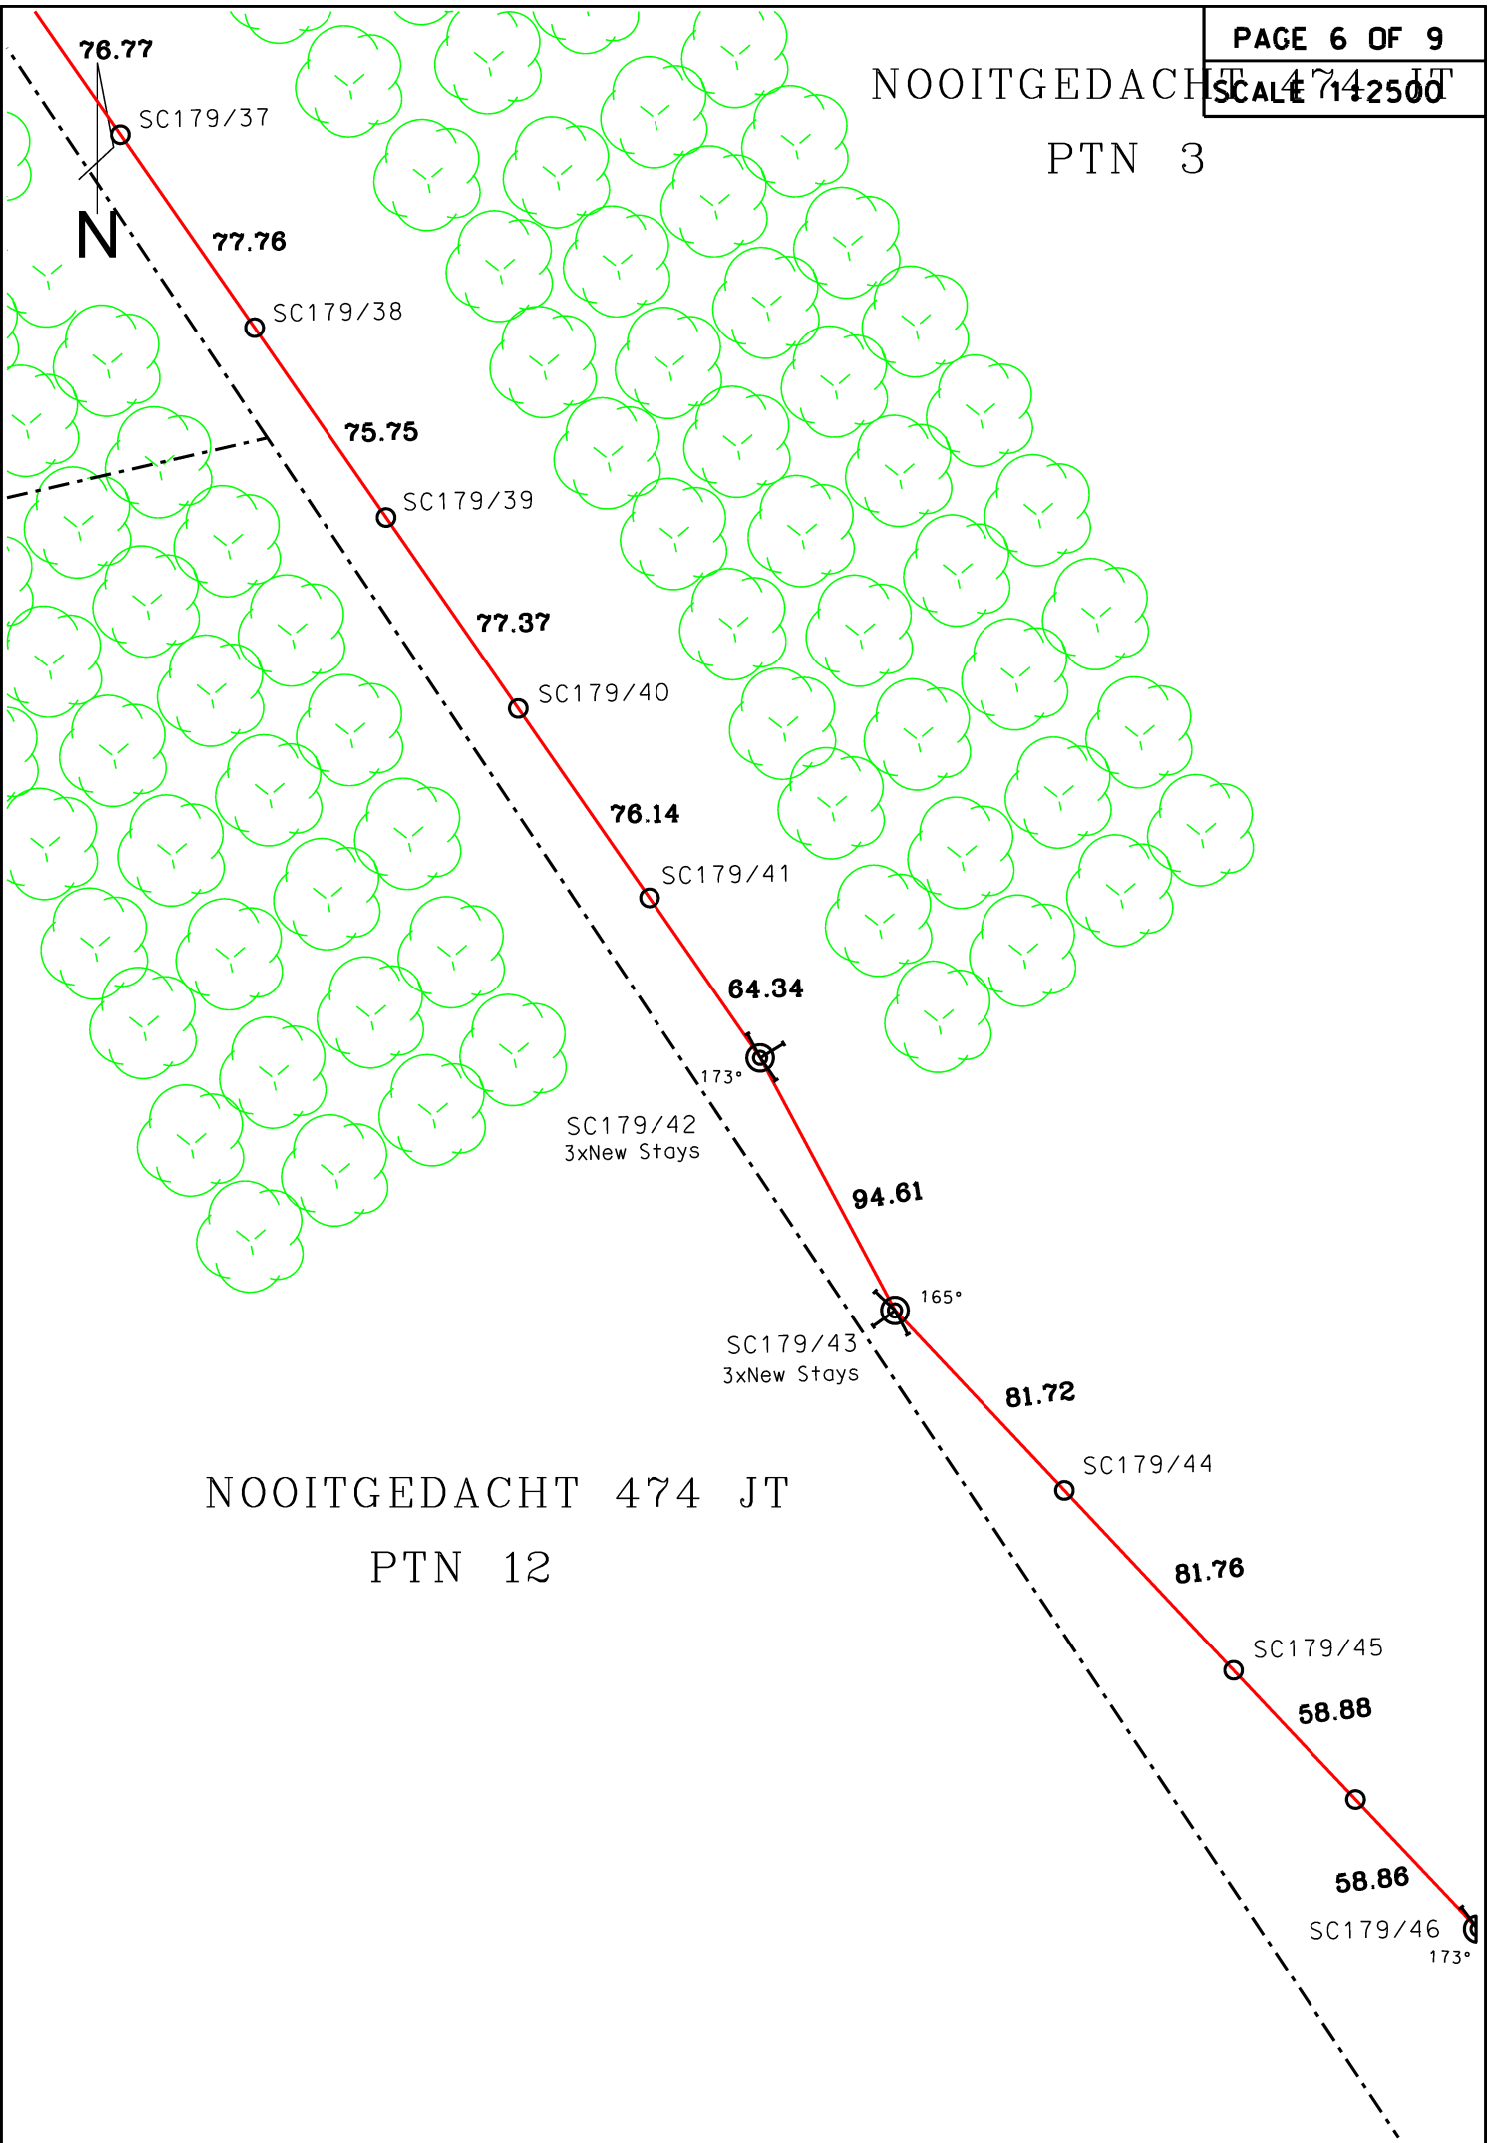 PAGE 6 OF 9
SCALE 1:2500
NOOITGEDACHT 474 JT
PTN 3
76.77
SC179/37
N
77.76
SC179/38
75.75
SC179/39
77.37
SC179/40
76.14
SC179/41
64.34
173°
SC179/42
3xNew Stays
94.61
165°
SC179/43
3xNew Stays
81.72
SC179/44
NOOITGEDACHT 474 JT
PTN 12
81.76
SC179/45
58.88
58.86
SC179/46
173°